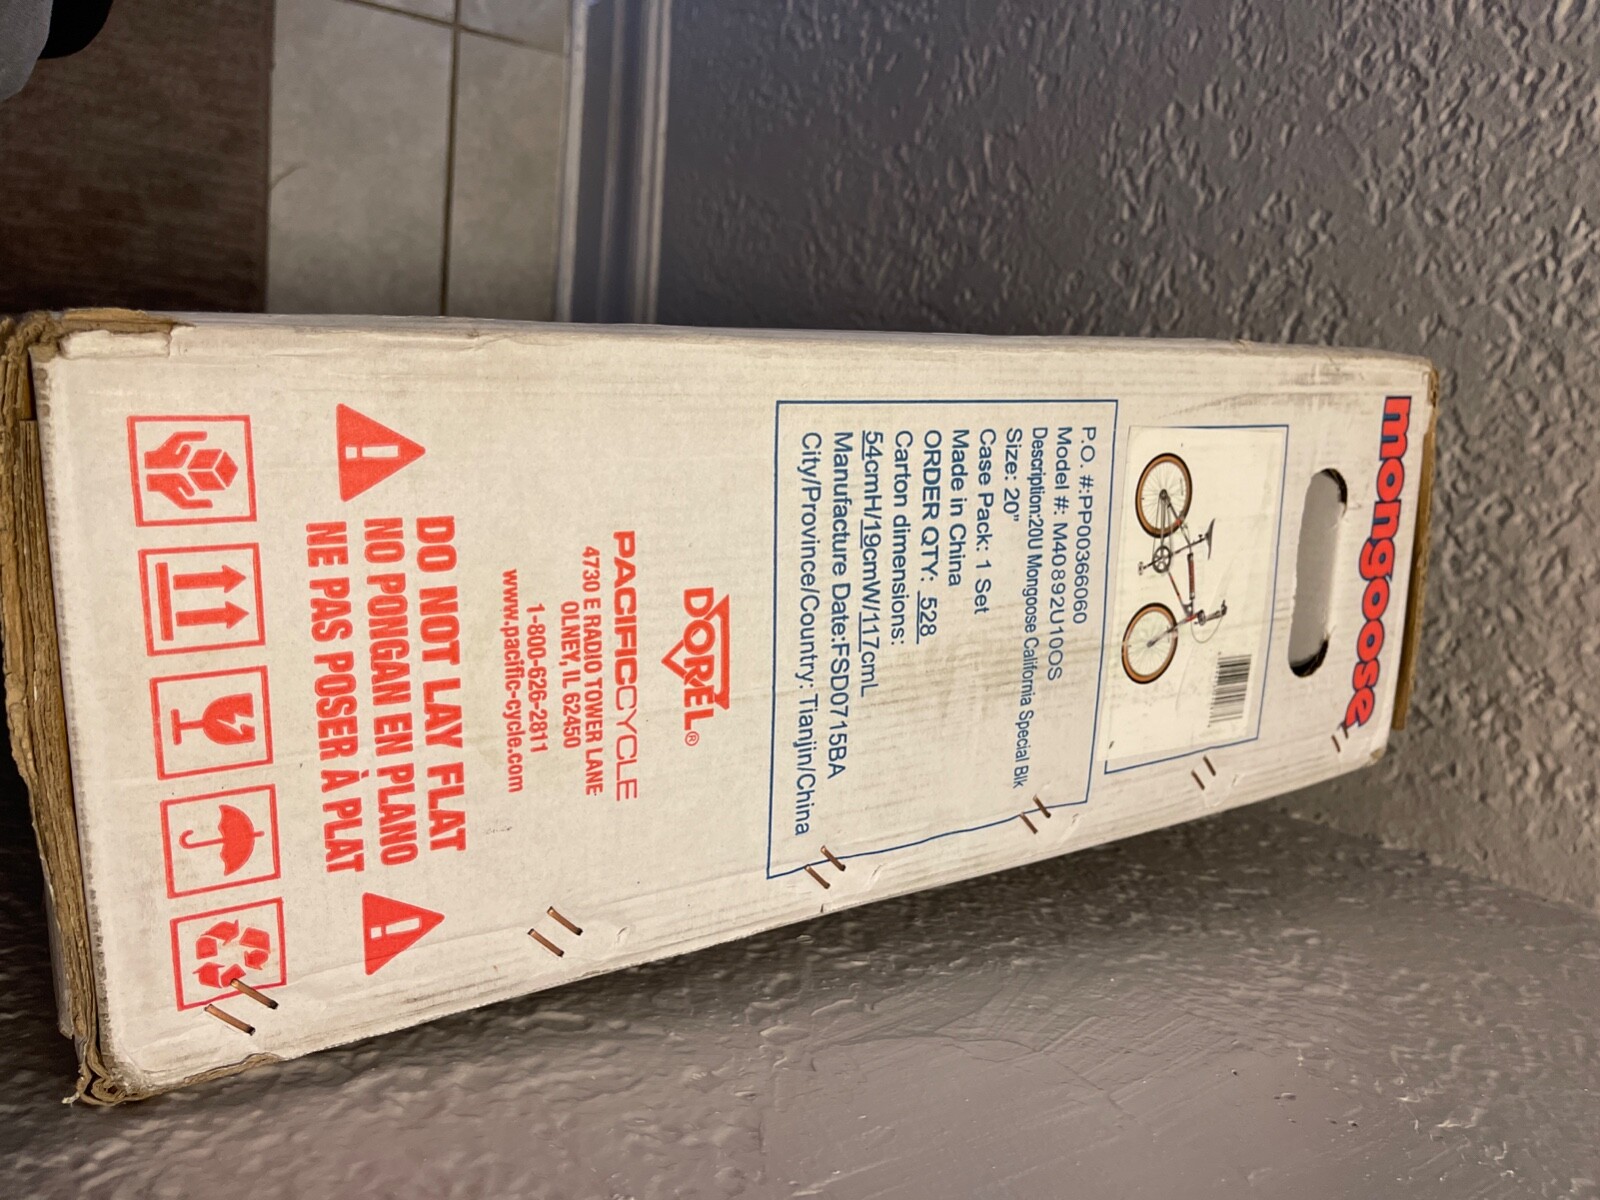 mongoose
P.O. #:PP00366060
Model #: M40892U10OS
Description:20U Mongoose California Special Blk
Size: 20"
Case Pack: 1 Set
Made in China
ORDER QTY: 528
Carton dimensions:
54cmH/19cmW/117cmL
Manufacture Date:FSD0715BA
City/Province/Country: Tianjin/China
DOREL®
PACIFICCYCLE
4730 E RADIO TOWER LANE
OLNEY, IL 62450
1-800-626-2811
www.pacific-cycle.com
DO NOT LAY FLAT
NO PONGAN EN PLANO
NE PAS POSER À PLAT